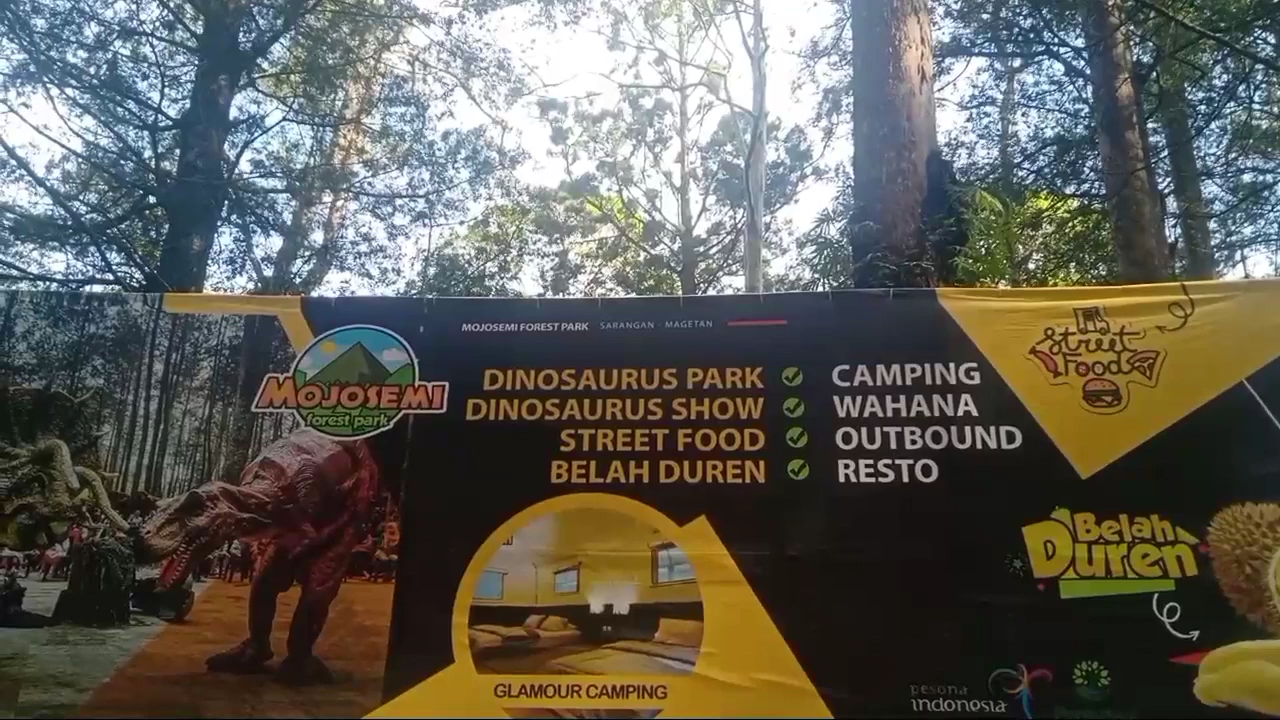 MOJOSEMI FOREST PARK SARANGAN - MAGETAN
MOJOSEMI
forest park
DINOSAURUS PARK
DINOSAURUS SHOW
STREET FOOD
BELAH DUREN
CAMPING
WAHANA
OUTBOUND
RESTO
Street
Food
Belah
Duren
GLAMOUR CAMPING
pesona
indonesia